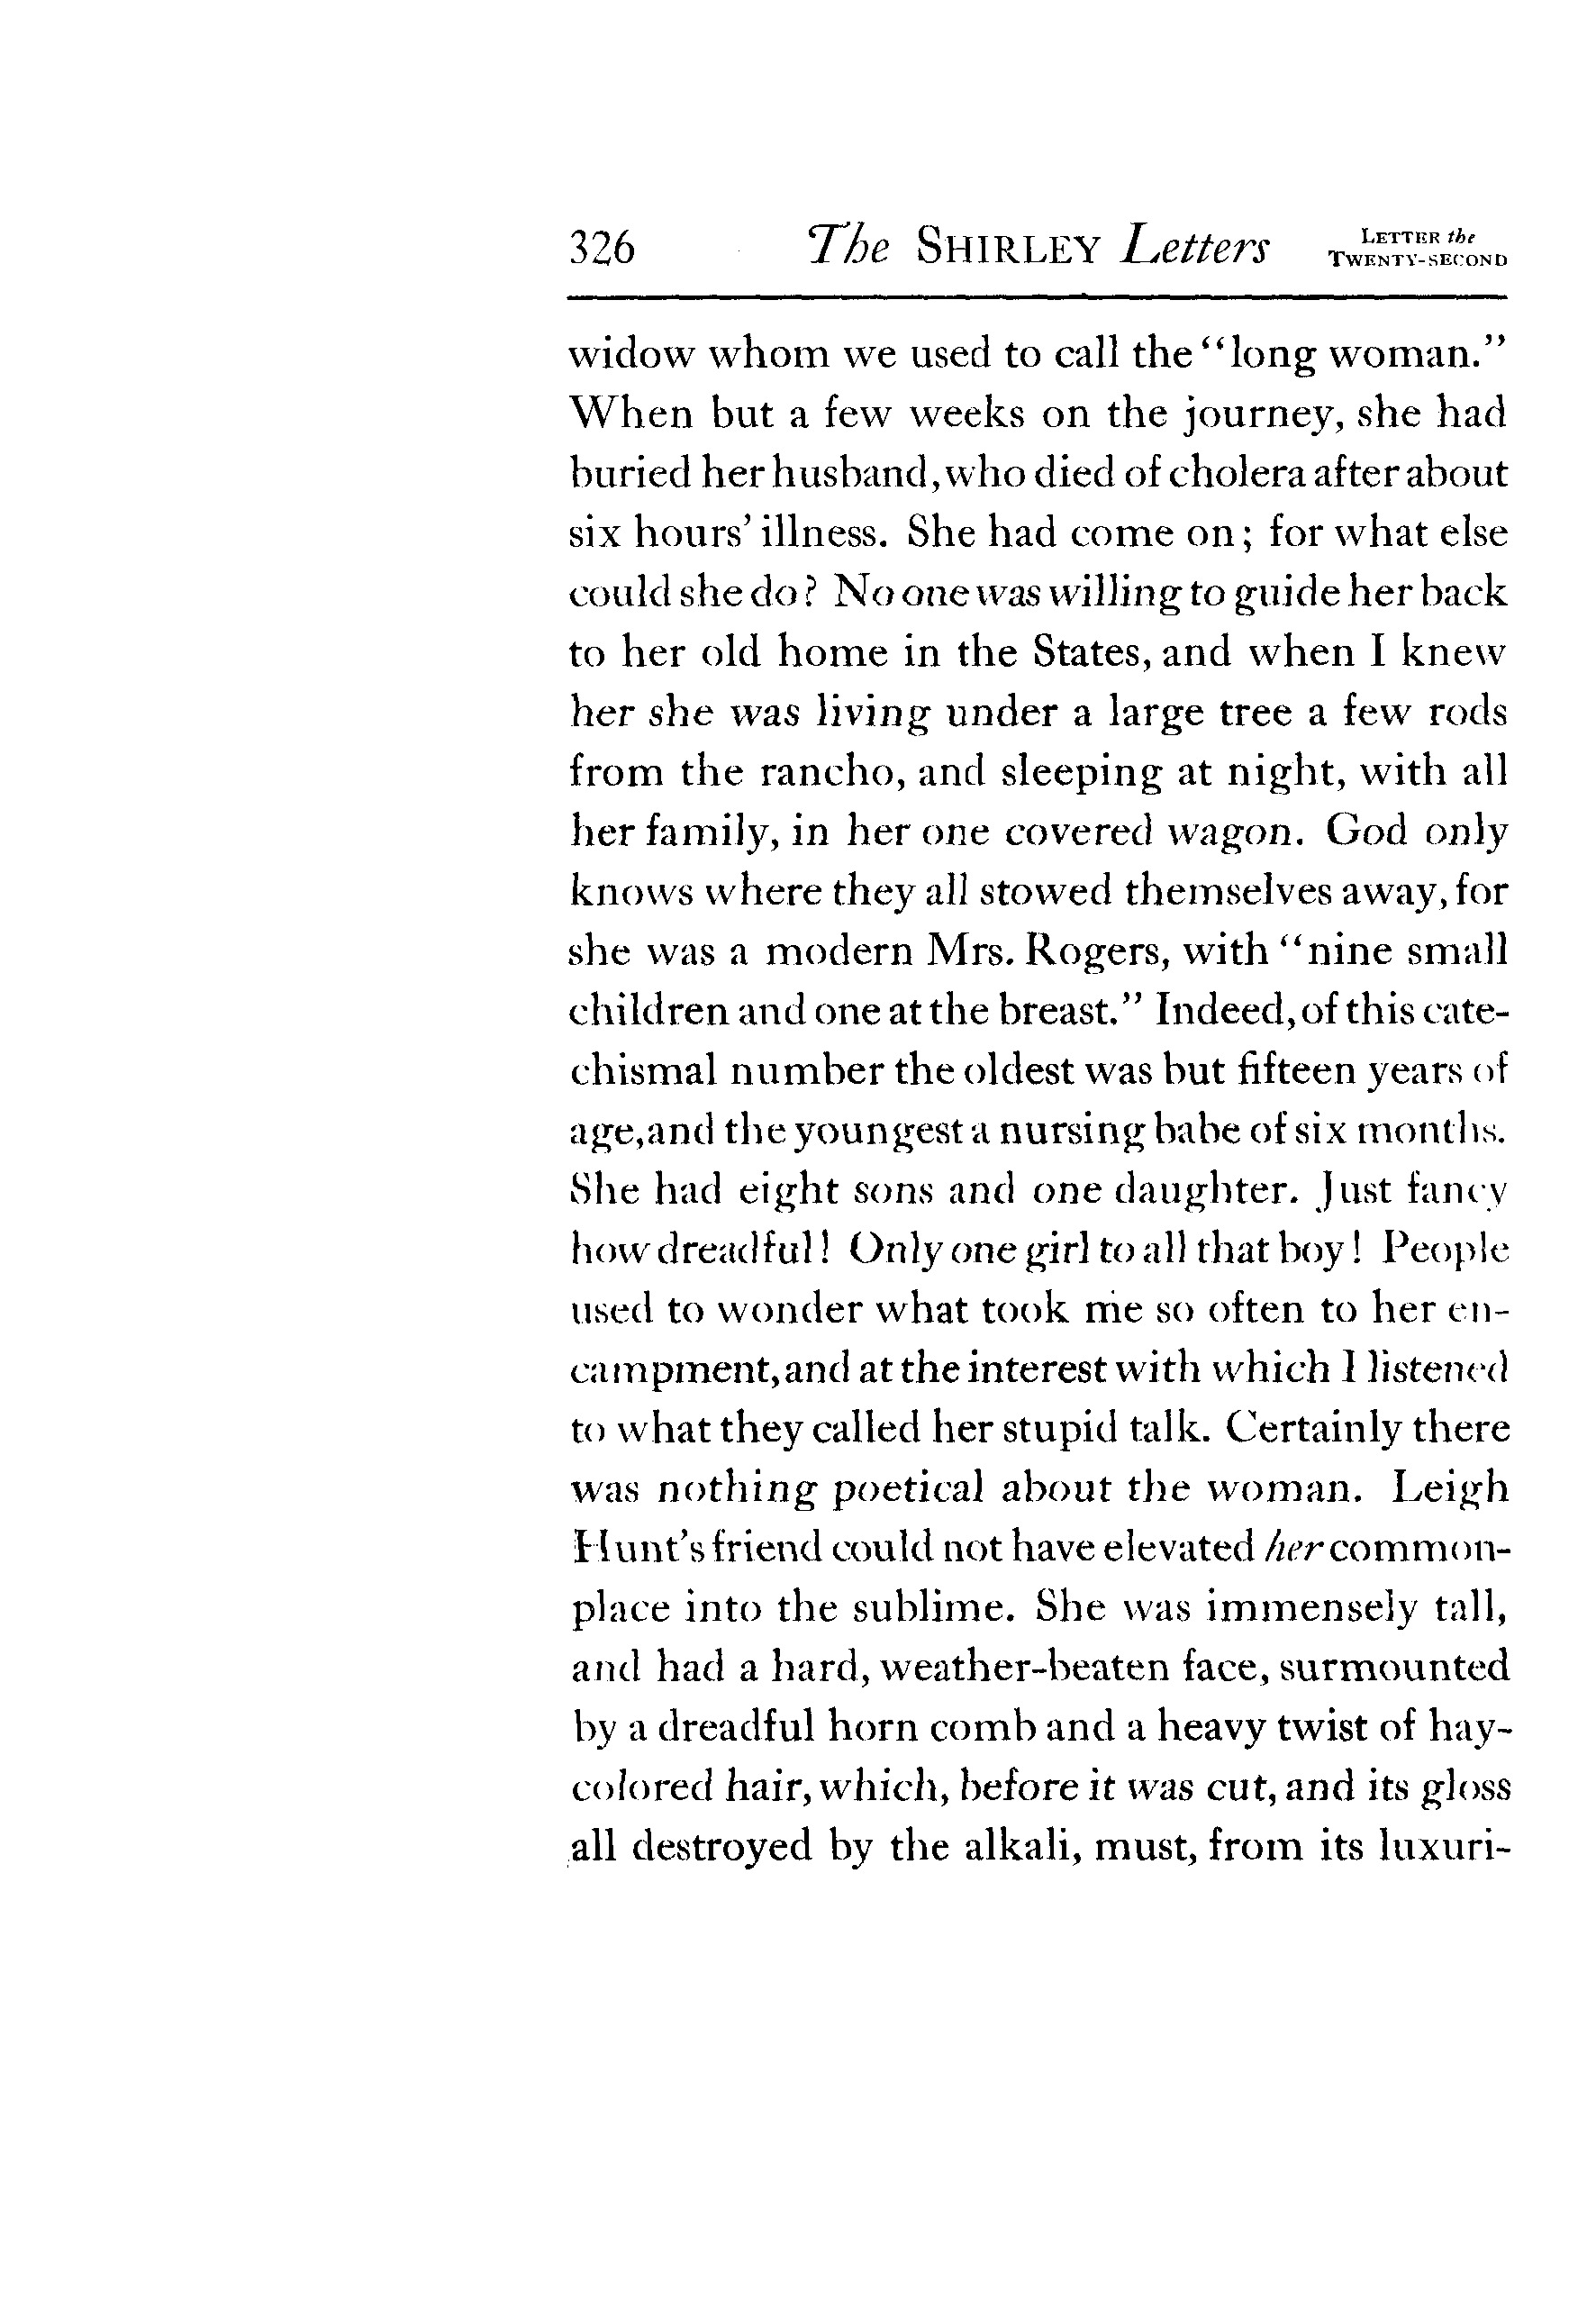 326 The SHIRLEY Letters LETTER the TWENTY-SECOND
widow whom we used to call the "long woman."
When but a few weeks on the journey, she had
buried her husband, who died of cholera after about
six hours' illness. She had come on; for what else
could she do? No one was willing to guide her back
to her old home in the States, and when I knew
her she was living under a large tree a few rods
from the rancho, and sleeping at night, with all
her family, in her one covered wagon. God only
knows where they all stowed themselves away, for
she was a modern Mrs. Rogers, with "nine small
children and one at the breast." Indeed, of this cate-
chismal number the oldest was but fifteen years of
age, and the youngest a nursing babe of six months.
She had eight sons and one daughter. Just fancy
how dreadful! Only one girl to all that boy! People
used to wonder what took me so often to her en-
campment, and at the interest with which I listened
to what they called her stupid talk. Certainly there
was nothing poetical about the woman. Leigh
Hunt's friend could not have elevated her common-
place into the sublime. She was immensely tall,
and had a hard, weather-beaten face, surmounted
by a dreadful horn comb and a heavy twist of hay-
colored hair, which, before it was cut, and its gloss
all destroyed by the alkali, must, from its luxuri-